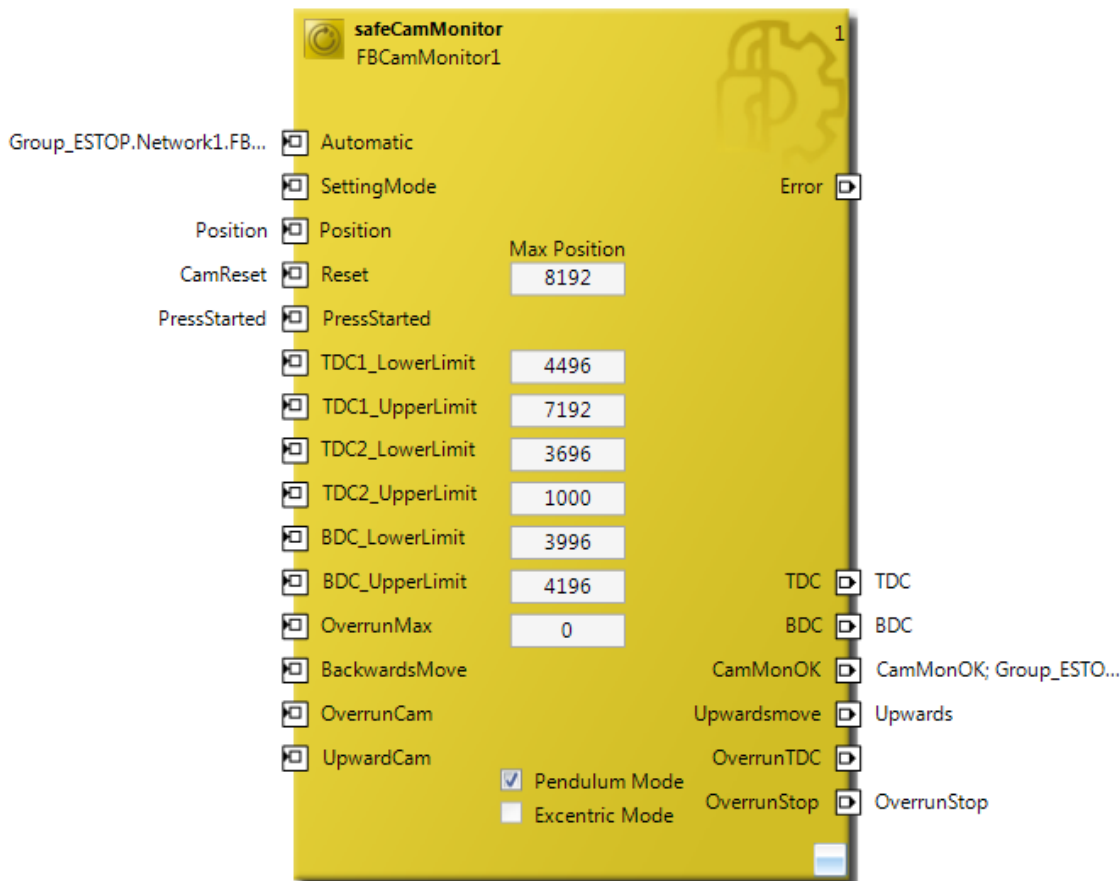 safeCamMonitor 1
FBCamMonitor1
Group_ESTOP.Network1.FB... Automatic
SettingMode Error
Position Position
Max Position
CamReset Reset 8192
PressStarted PressStarted
TDC1_LowerLimit 4496
TDC1_UpperLimit 7192
TDC2_LowerLimit 3696
TDC2_UpperLimit 1000
BDC_LowerLimit 3996
BDC_UpperLimit 4196 TDC TDC
OverrunMax 0 BDC BDC
BackwardsMove CamMonOK CamMonOK; Group_ESTO...
OverrunCam Upwardsmove Upwards
UpwardCam OverrunTDC
Pendulum Mode
OverrunStop OverrunStop
Excentric Mode